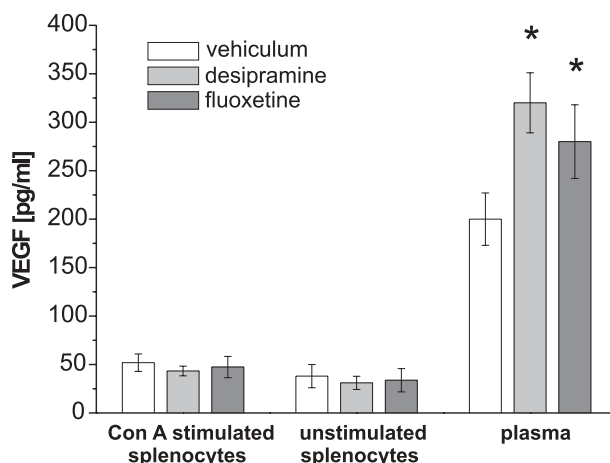 400
350
300
250
200
150
100
50
0
VEGF [pg/ml]
vehiculum
desipramine
fluoxetine
*
*
Con A stimulated
splenocytes
unstimulated
splenocytes
plasma